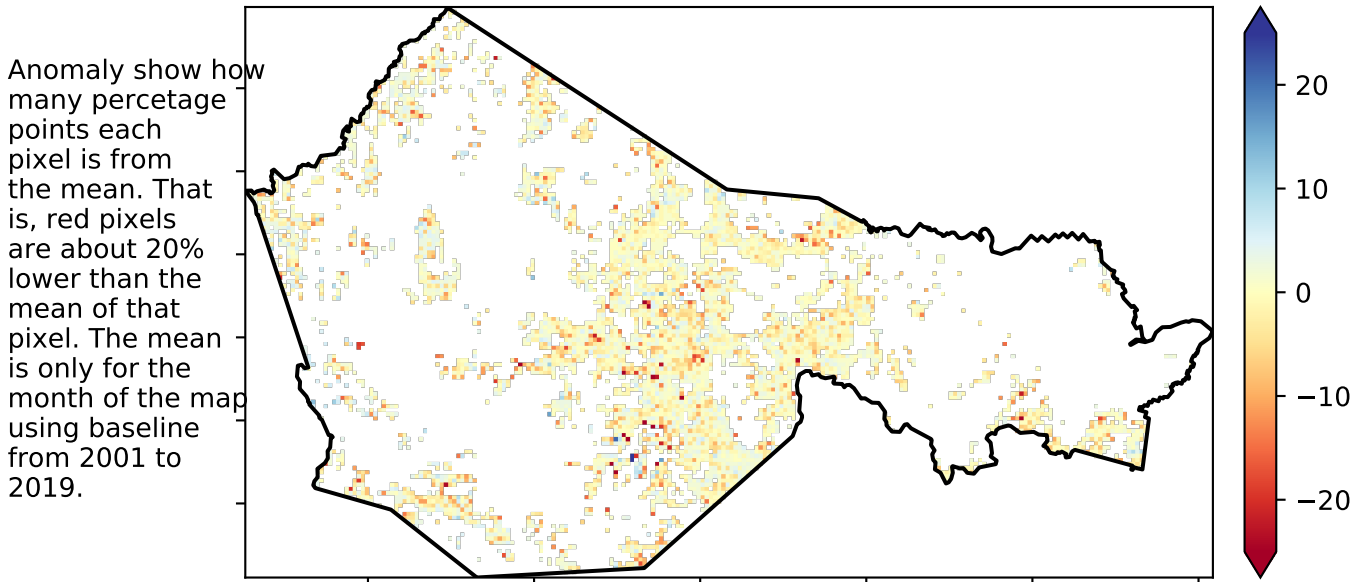 Anomaly show how
many percetage
points each
pixel is from
the mean. That
is, red pixels
are about 20%
lower than the
mean of that
pixel. The mean
is only for the
month of the map
using baseline
from 2001 to
2019.
20
10
0
−10
−20